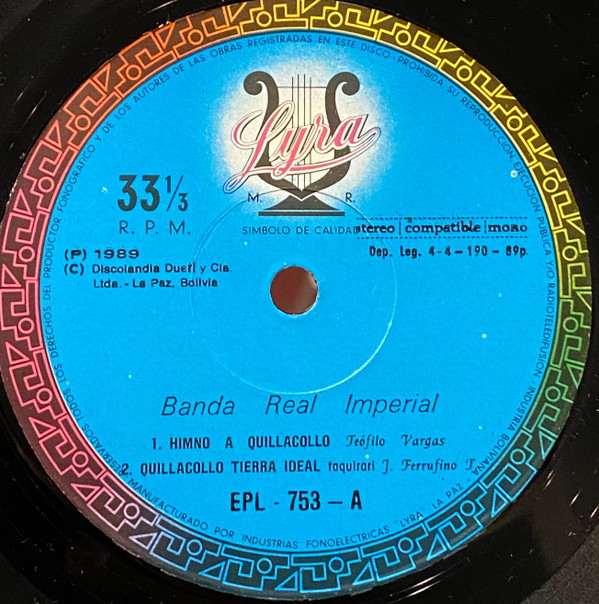 RESERVADOS TODOS LOS DERECHOS DEL PRODUCTOR FONOGRAFICO Y DE LOS AUTORES DE LAS OBRAS REGISTRADAS EN ESTE DISCO · PROHIBIDA SU REPRODUCCION, EJECUCION PUBLICA Y/O RADIOTELEDIFUSION · INDUSTRIA BOLIVIANA
Lyra
M. R.
SIMBOLO DE CALIDAD
stereo | compatible | mono
33 1/3
R. P. M.
(P) 1989
(C) Discolandia Dueri y Cia.
Ltda. - La Paz, Bolivia
Dep. Leg. 4-4-190-89p.
Banda Real Imperial
1. HIMNO A QUILLACOLLO Teófilo Vargas
2. QUILLACOLLO TIERRA IDEAL taquirari J. Ferrufino T.
EPL - 753 - A
MANUFACTURADO POR INDUSTRIAS FONOELECTRICAS "LYRA" LA PAZ -